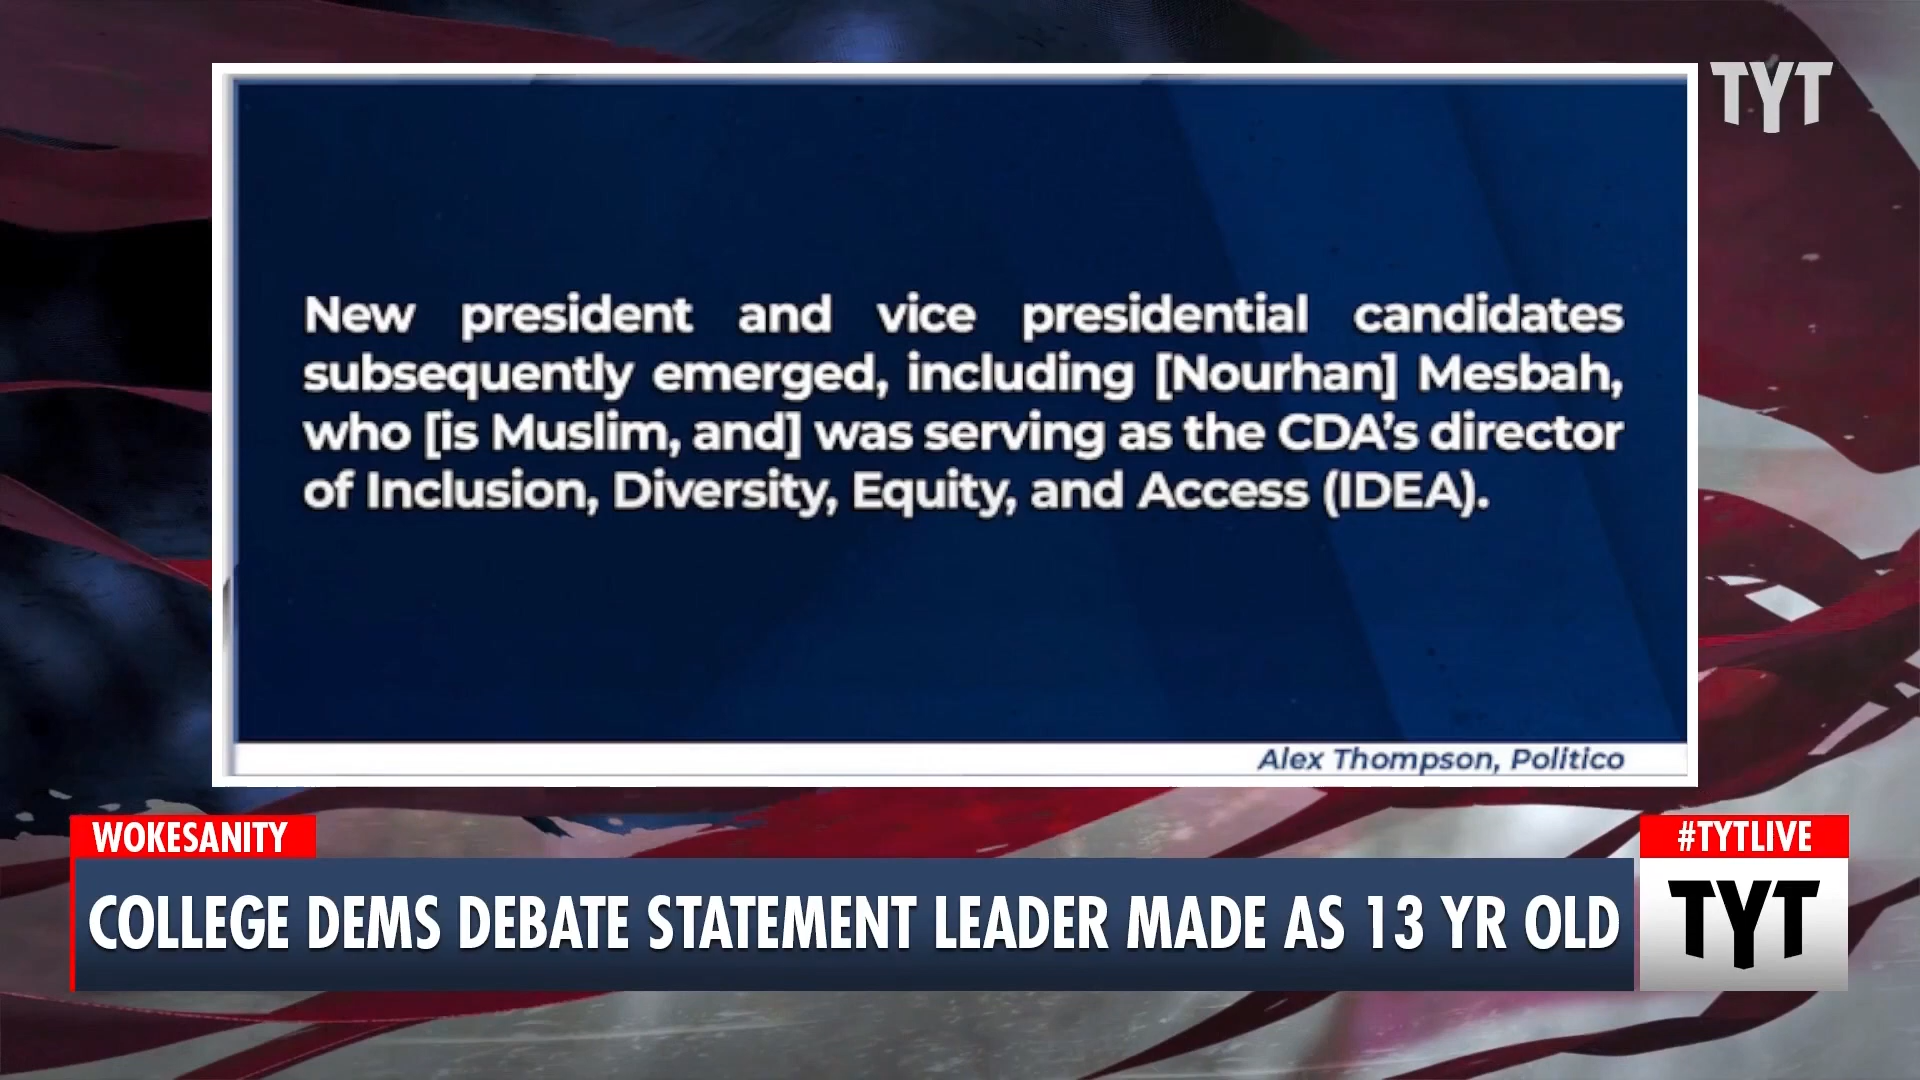 TYT
New president and vice presidential candidates
subsequently emerged, including [Nourhan] Mesbah,
who [is Muslim, and] was serving as the CDA’s director
of Inclusion, Diversity, Equity, and Access (IDEA).
Alex Thompson, Politico
WOKESANITY
#TYTLIVE
COLLEGE DEMS DEBATE STATEMENT LEADER MADE AS 13 YR OLD
TYT